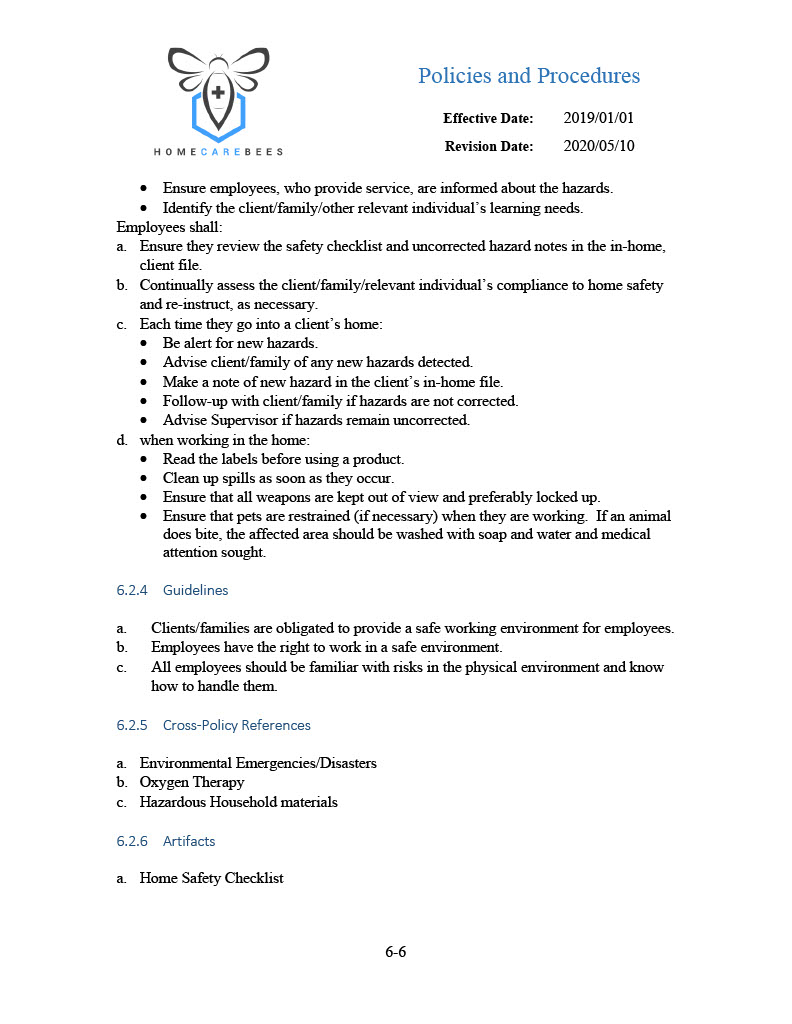 Policies and Procedures
Effective Date: 2019/01/01
Revision Date: 2020/05/10
HOMECAREBEES
• Ensure employees, who provide service, are informed about the hazards.
• Identify the client/family/other relevant individual's learning needs.
Employees shall:
a. Ensure they review the safety checklist and uncorrected hazard notes in the in-home,
client file.
b. Continually assess the client/family/relevant individual's compliance to home safety
and re-instruct, as necessary.
c. Each time they go into a client's home:
• Be alert for new hazards.
• Advise client/family of any new hazards detected.
• Make a note of new hazard in the client's in-home file.
• Follow-up with client/family if hazards are not corrected.
• Advise Supervisor if hazards remain uncorrected.
d. when working in the home:
• Read the labels before using a product.
• Clean up spills as soon as they occur.
• Ensure that all weapons are kept out of view and preferably locked up.
• Ensure that pets are restrained (if necessary) when they are working. If an animal
does bite, the affected area should be washed with soap and water and medical
attention sought.
6.2.4 Guidelines
a. Clients/families are obligated to provide a safe working environment for employees.
b. Employees have the right to work in a safe environment.
c. All employees should be familiar with risks in the physical environment and know
how to handle them.
6.2.5 Cross-Policy References
a. Environmental Emergencies/Disasters
b. Oxygen Therapy
c. Hazardous Household materials
6.2.6 Artifacts
a. Home Safety Checklist
6-6